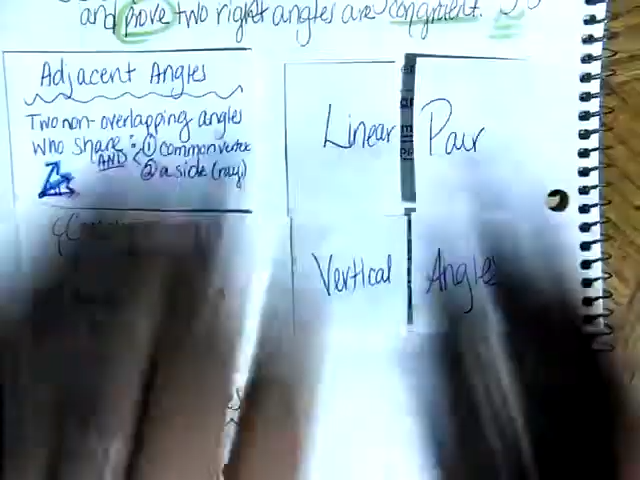 and prove two right angles are congruent.
Adjacent Angles
Two non-overlapping angles
who share: ① common vertex
AND
② a side (ray)
Linear Pair
Vertical Angles